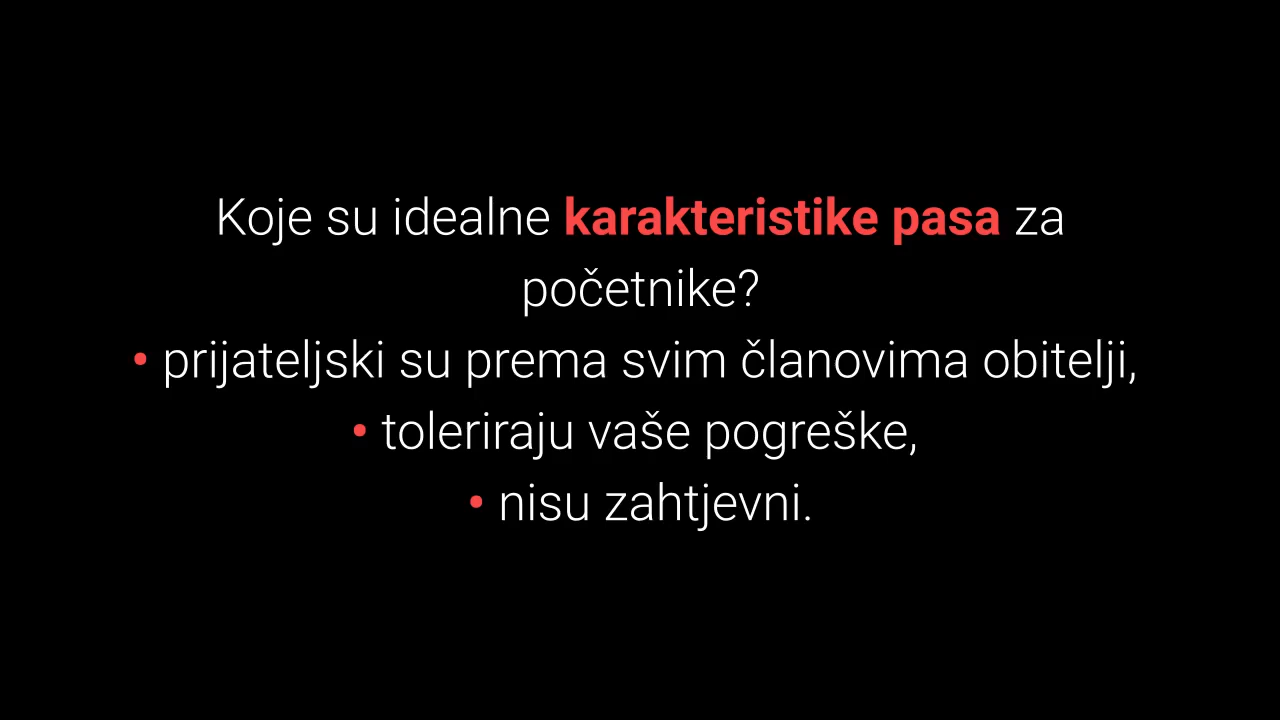 Koje su idealne karakteristike pasa za
početnike?
• prijateljski su prema svim članovima obitelji,
• toleriraju vaše pogreške,
• nisu zahtjevni.